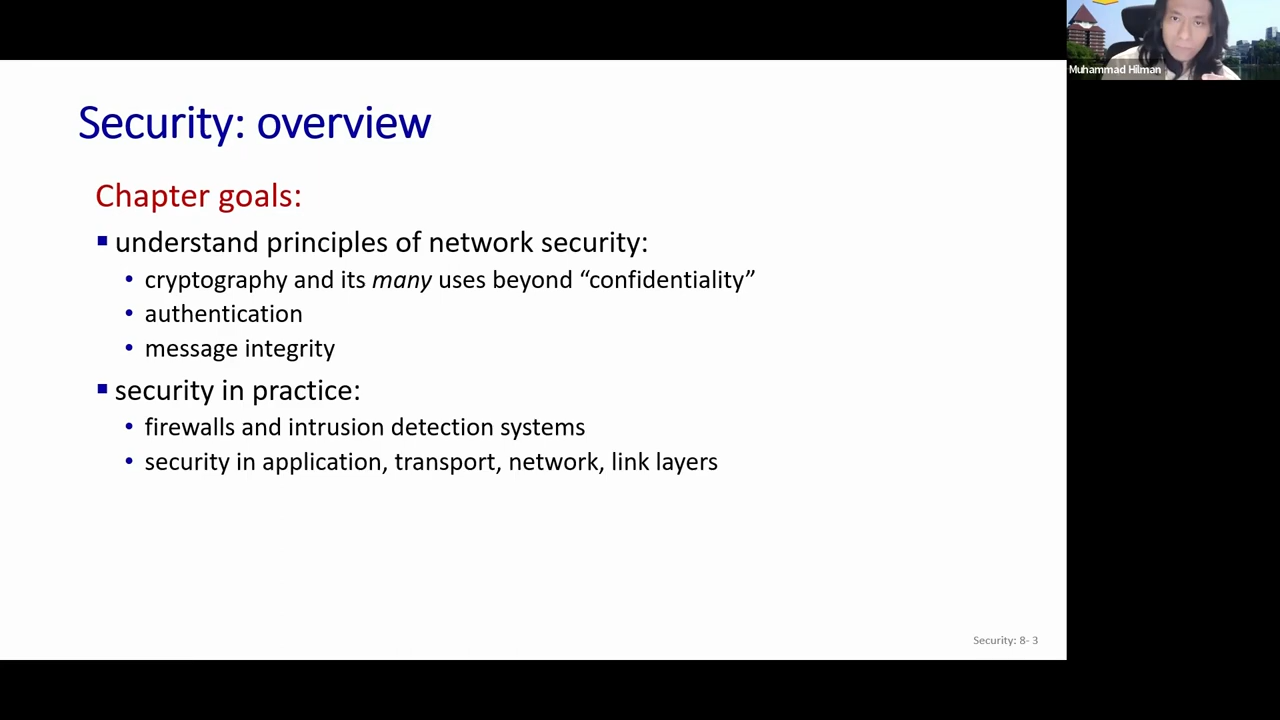 Muhammad Hilman
Security: overview
Chapter goals:
understand principles of network security:
cryptography and its many uses beyond “confidentiality”
authentication
message integrity
security in practice:
firewalls and intrusion detection systems
security in application, transport, network, link layers
Security: 8- 3